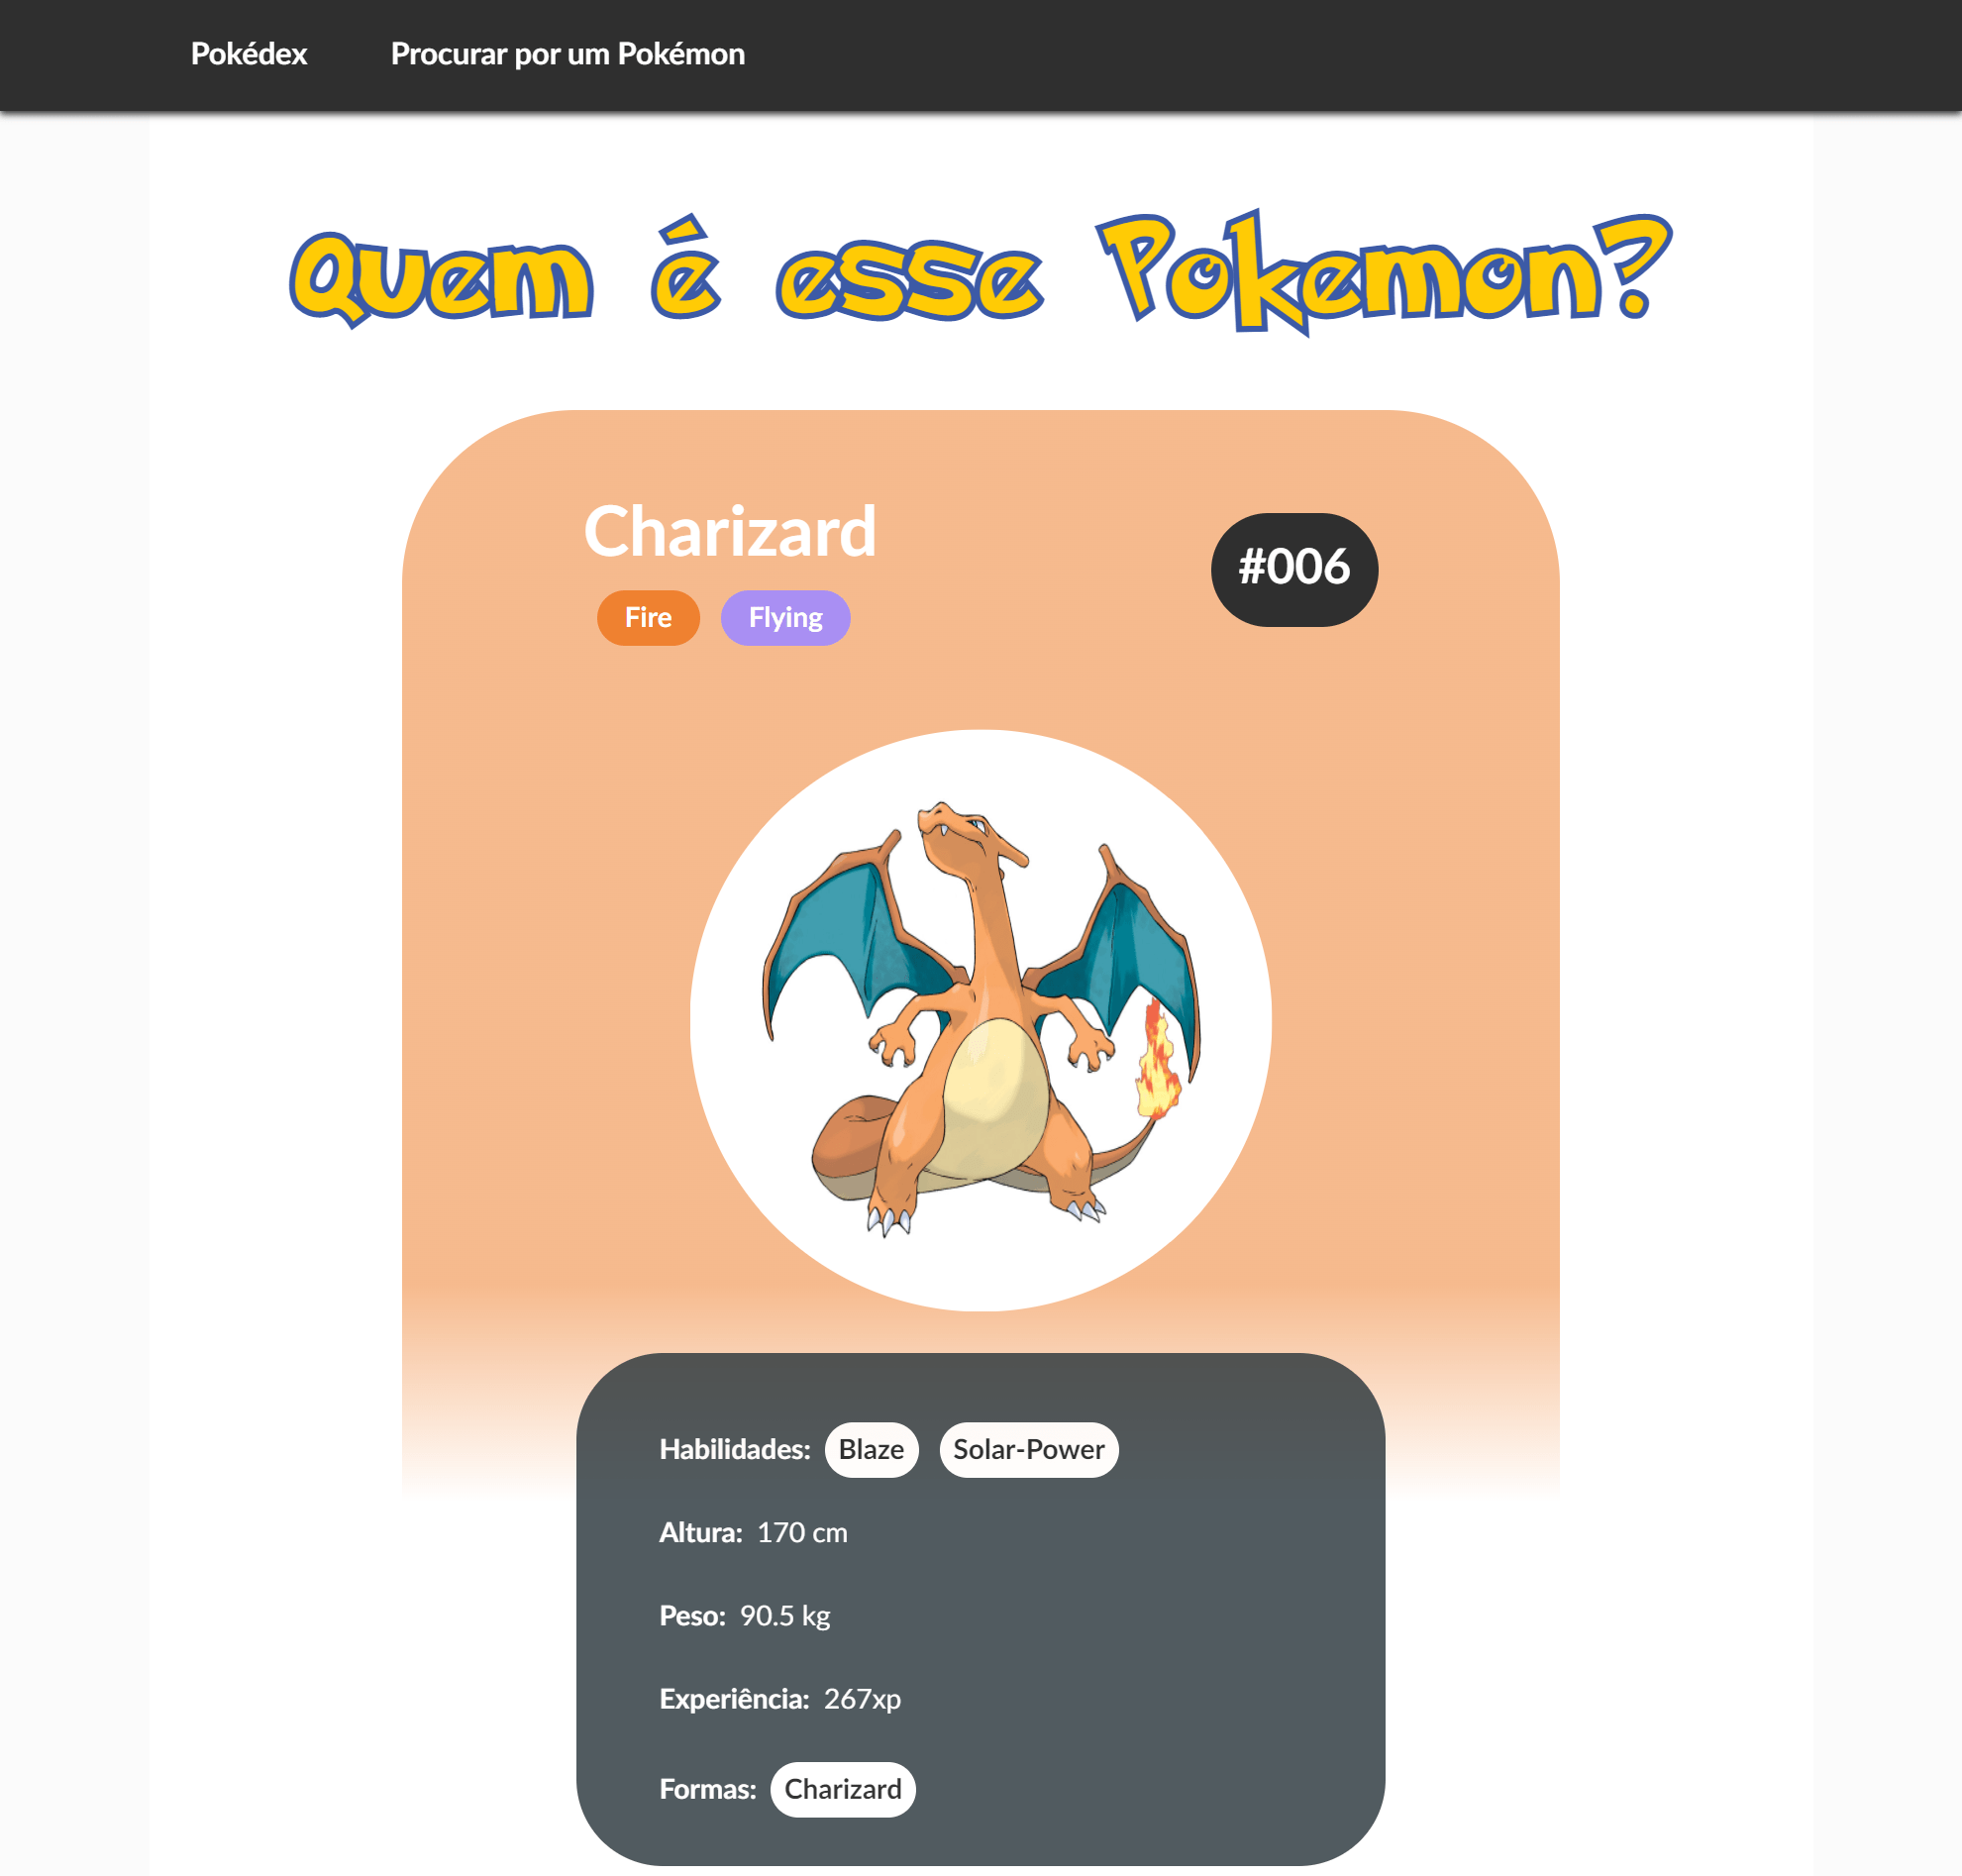 Pokédex Procurar por um Pokémon
Quem é esse Pokemon?
Charizard
#006
Fire Flying
Habilidades: Blaze Solar-Power
Altura: 170 cm
Peso: 90.5 kg
Experiência: 267xp
Formas: Charizard